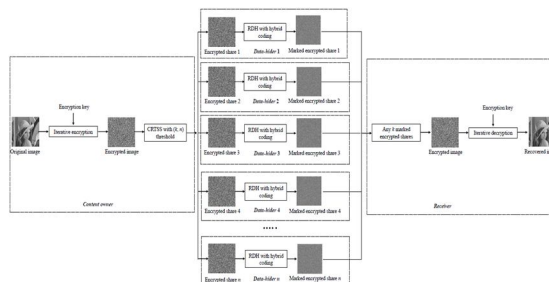 Encryption key
Original image
Iterative encryption
Encrypted image
CRTSS with (k, n)
threshold
Content owner
Encrypted share 1
RDH with hybrid
coding
Data-hider 1
Marked encrypted share 1
Encrypted share 2
RDH with hybrid
coding
Data-hider 2
Marked encrypted share 2
Encrypted share 3
RDH with hybrid
coding
Data-hider 3
Marked encrypted share 3
Encrypted share 4
RDH with hybrid
coding
Data-hider 4
Marked encrypted share 4
.....
Encrypted share n
RDH with hybrid
coding
Data-hider n
Marked encrypted share n
Any k marked
encrypted shares
Encrypted image
Encryption key
Iterative decryption
Recovered
Receiver